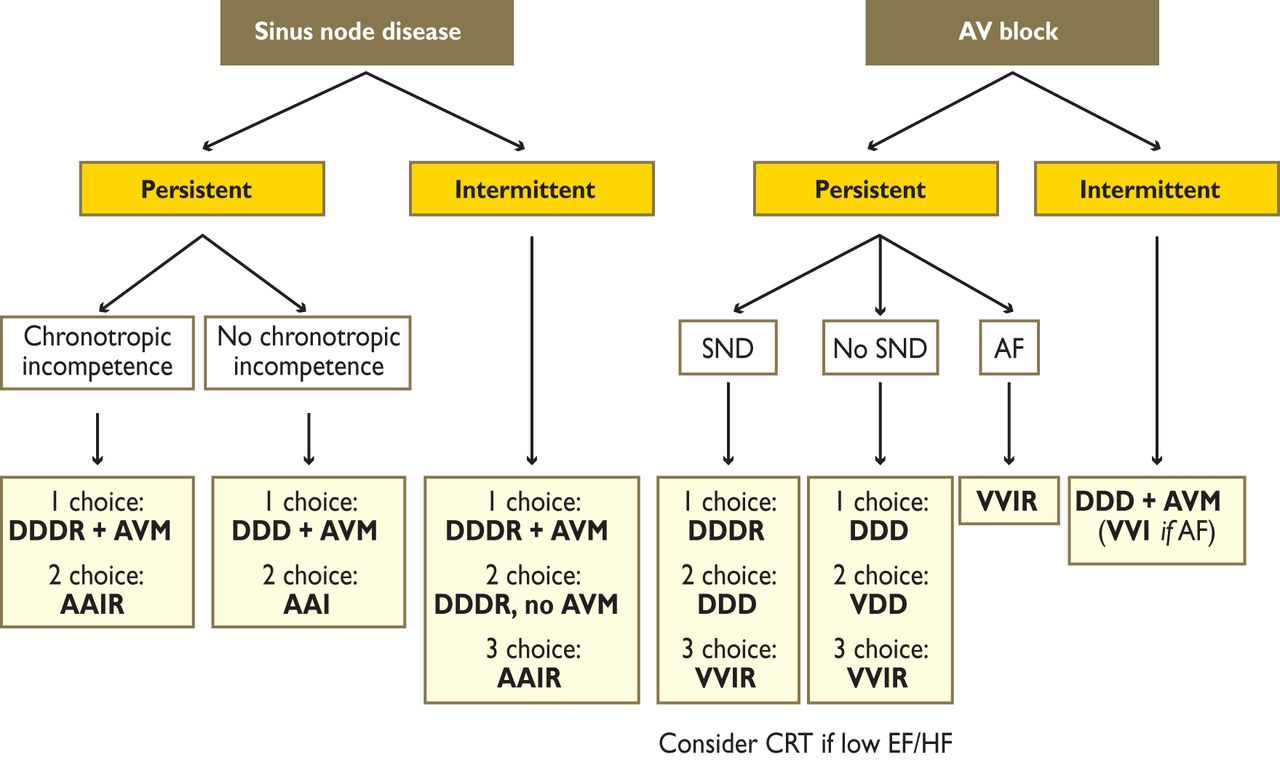 Sinus node disease
AV block
Persistent
Intermittent
Persistent
Intermittent
Chronotropic
incompetence
No chronotropic
incompetence
SND
No SND
AF
1 choice:
DDDR + AVM
2 choice:
AAIR
1 choice:
DDD + AVM
2 choice:
AAI
1 choice:
DDDR + AVM
2 choice:
DDDR, no AVM
3 choice:
AAIR
1 choice:
DDDR
2 choice:
DDD
3 choice:
VVIR
1 choice:
DDD
2 choice:
VDD
3 choice:
VVIR
VVIR
DDD + AVM
(VVI if AF)
Consider CRT if low EF/HF